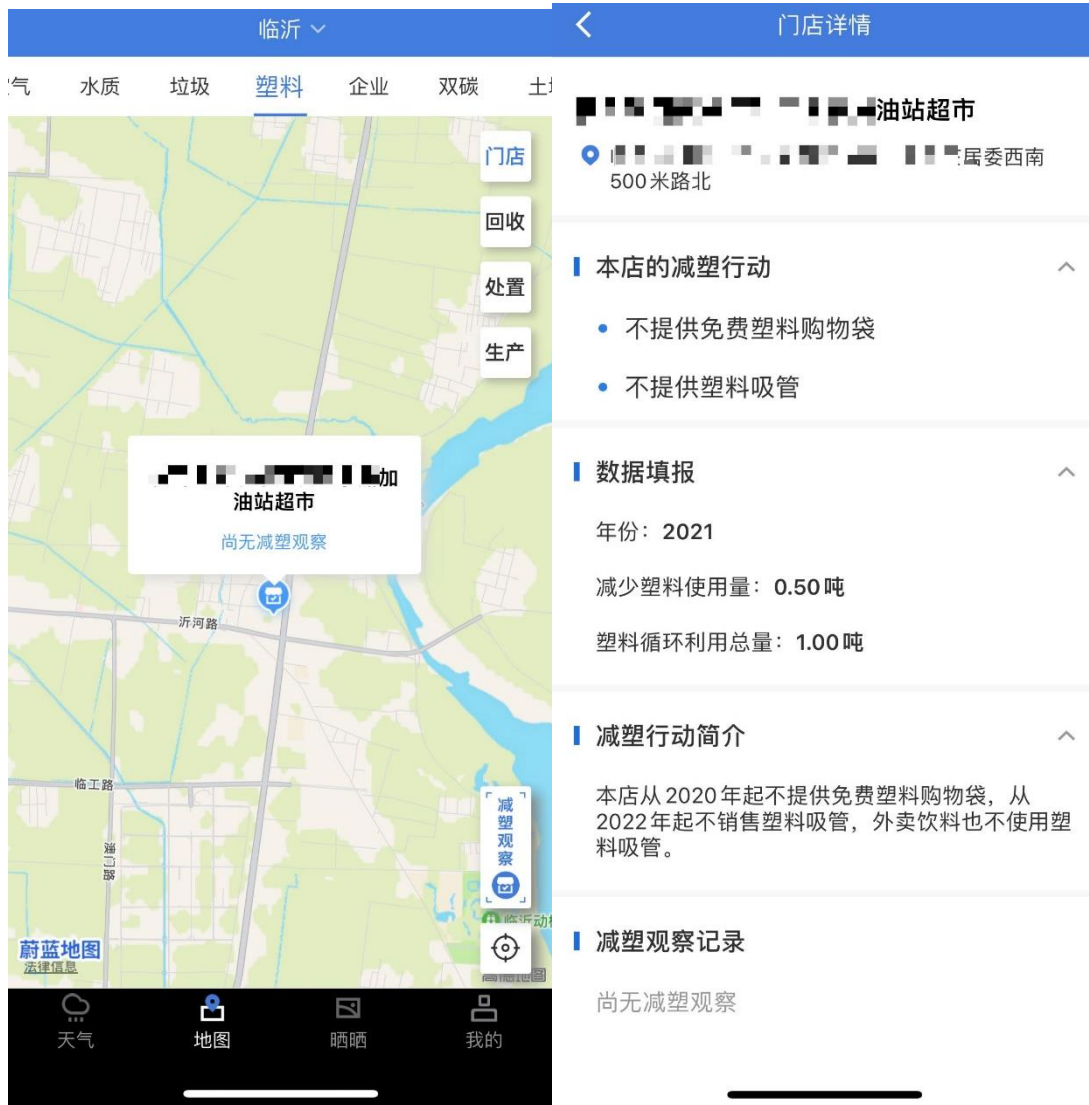 临沂
气
水质
垃圾
塑料
企业
双碳
土
门店
回收
处置
生产
加
油站超市
尚无减塑观察
沂河路
临工路
澳门路
减塑观察
临沂动
蔚蓝地图
法律信息
高德地图
天气
地图
晒晒
我的
门店详情
油站超市
委西南
500米路北
本店的减塑行动
不提供免费塑料购物袋
不提供塑料吸管
数据填报
年份：2021
减少塑料使用量：0.50吨
塑料循环利用总量：1.00吨
减塑行动简介
本店从2020年起不提供免费塑料购物袋，从
2022年起不销售塑料吸管，外卖饮料也不使用塑
料吸管。
减塑观察记录
尚无减塑观察